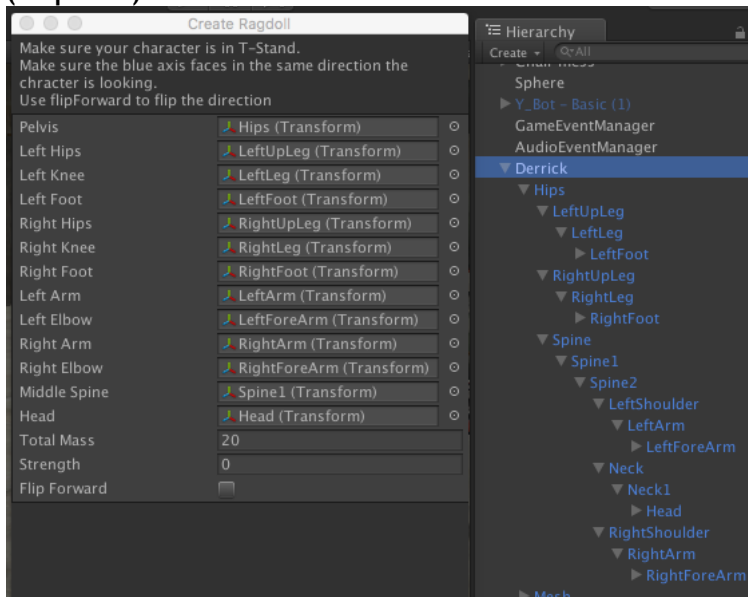 Create Ragdoll
Make sure your character is in T-Stand.
Make sure the blue axis faces in the same direction the
chracter is looking.
Use flipForward to flip the direction
Pelvis Hips (Transform)
Left Hips LeftUpLeg (Transform)
Left Knee LeftLeg (Transform)
Left Foot LeftFoot (Transform)
Right Hips RightUpLeg (Transform)
Right Knee RightLeg (Transform)
Right Foot RightFoot (Transform)
Left Arm LeftArm (Transform)
Left Elbow LeftForeArm (Transform)
Right Arm RightArm (Transform)
Right Elbow RightForeArm (Transform)
Middle Spine Spine1 (Transform)
Head Head (Transform)
Total Mass 20
Strength 0
Flip Forward
Hierarchy
Create All
Sphere
Y_Bot - Basic (1)
GameEventManager
AudioEventManager
Derrick
Hips
LeftUpLeg
LeftLeg
LeftFoot
RightUpLeg
RightLeg
RightFoot
Spine
Spine1
Spine2
LeftShoulder
LeftArm
LeftForeArm
Neck
Neck1
Head
RightShoulder
RightArm
RightForeArm
Mesh